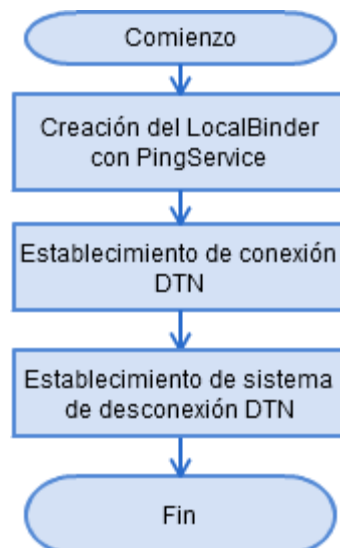 Comienzo
Creación del LocalBinder
con PingService
Establecimiento de conexión
DTN
Establecimiento de sistema
de desconexión DTN
Fin